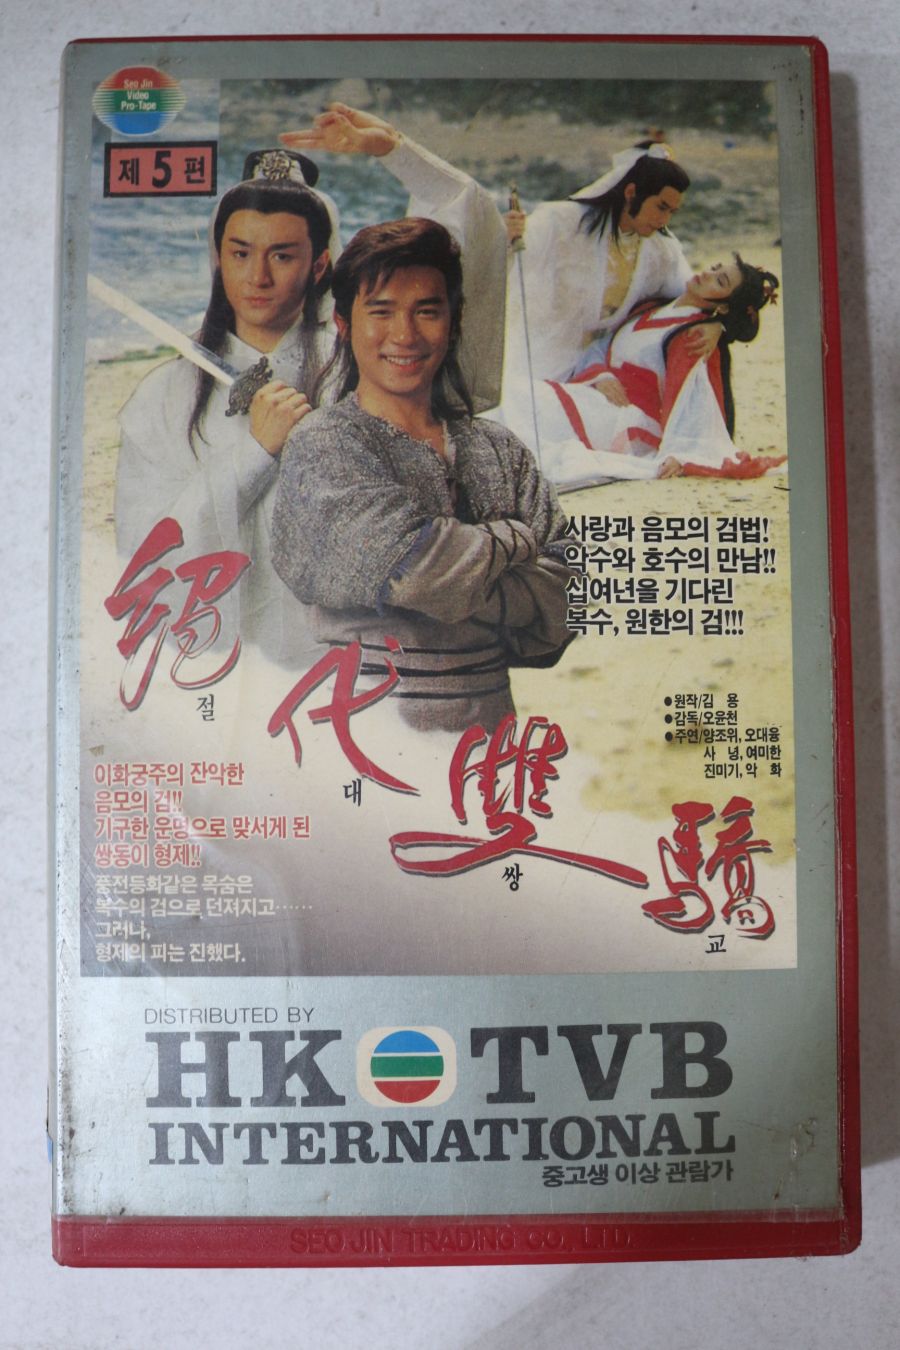 Seo Jin
Video
Pro-Tape
제 5 편
사랑과 음모의 검법!
악수와 호수의 만남!!
십여년을 기다린
복수, 원한의 검!!!
絕 代 雙 驕
절 대 쌍 교
●원작/김 용
●감독/오윤천
●주연/양조위, 오대융
사 녕, 여미한
진미기, 악 화
이화궁주의 잔악한
음모의 검!!
기구한 운명으로 맞서게 된
쌍동이 형제!!
풍전등화같은 목숨은
복수의 검으로 던져지고……
그러나,
형제의 피는 진했다.
DISTRIBUTED BY
HK TVB
INTERNATIONAL
중고생 이상 관람가
SEO JIN TRADING CO., LTD.